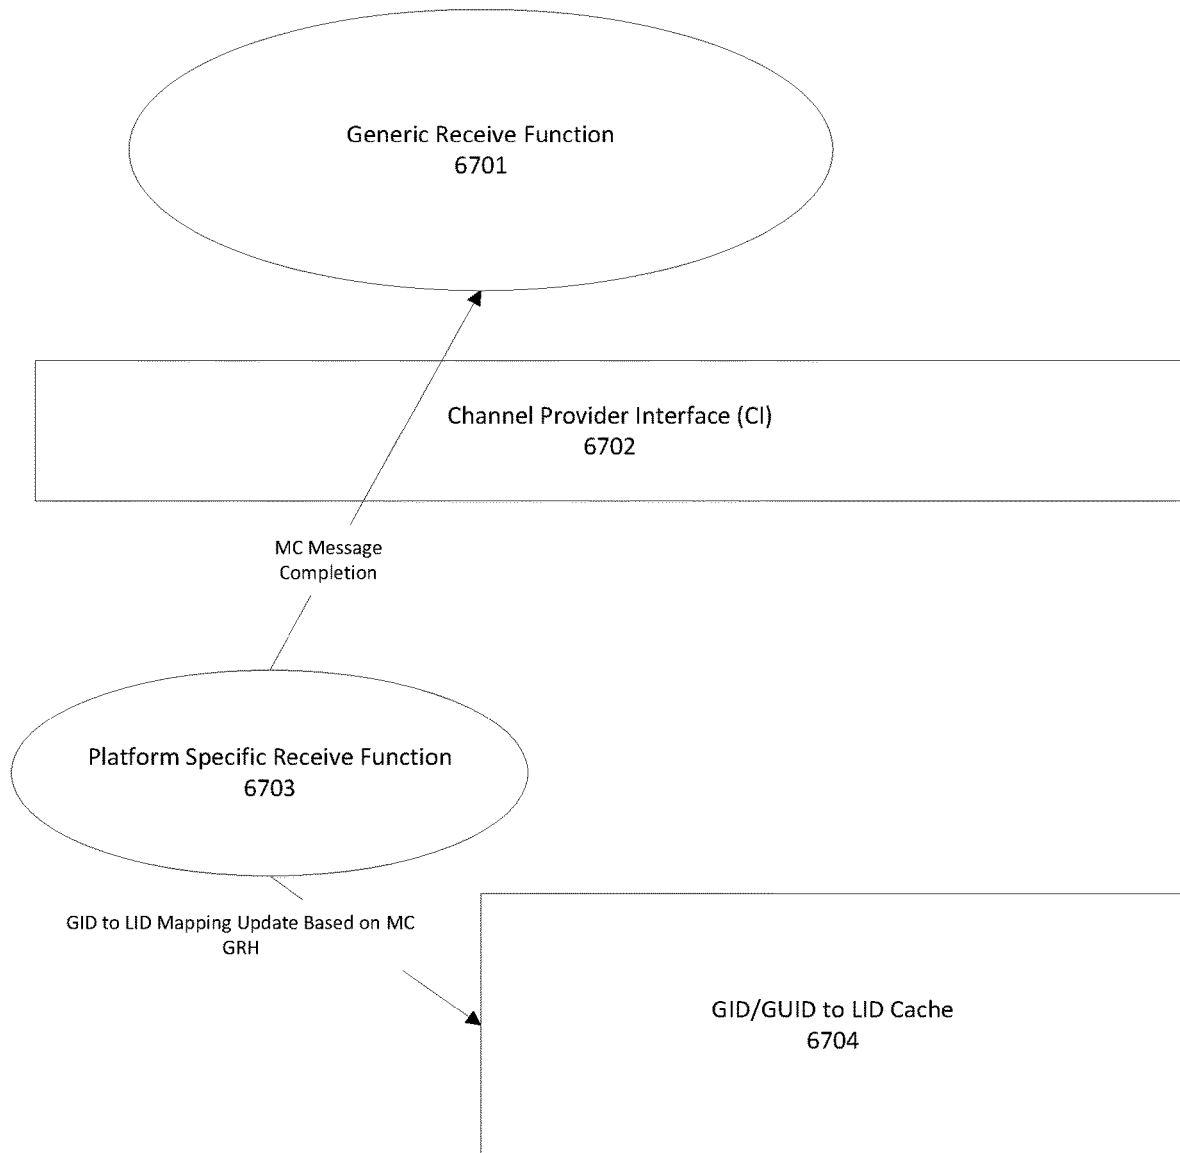 Generic Receive Function
6701
Channel Provider Interface (CI)
6702
MC Message
Completion
Platform Specific Receive Function
6703
GID to LID Mapping Update Based on MC
GRH
GID/GUID to LID Cache
6704